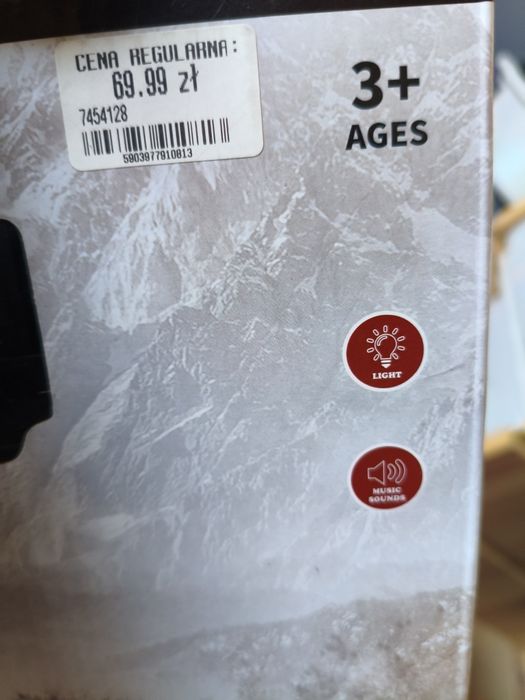 CENA REGULARNA:
69.99 zł
7454128
5903977910813
3+
AGES
LIGHT
MUSIC
SOUNDS